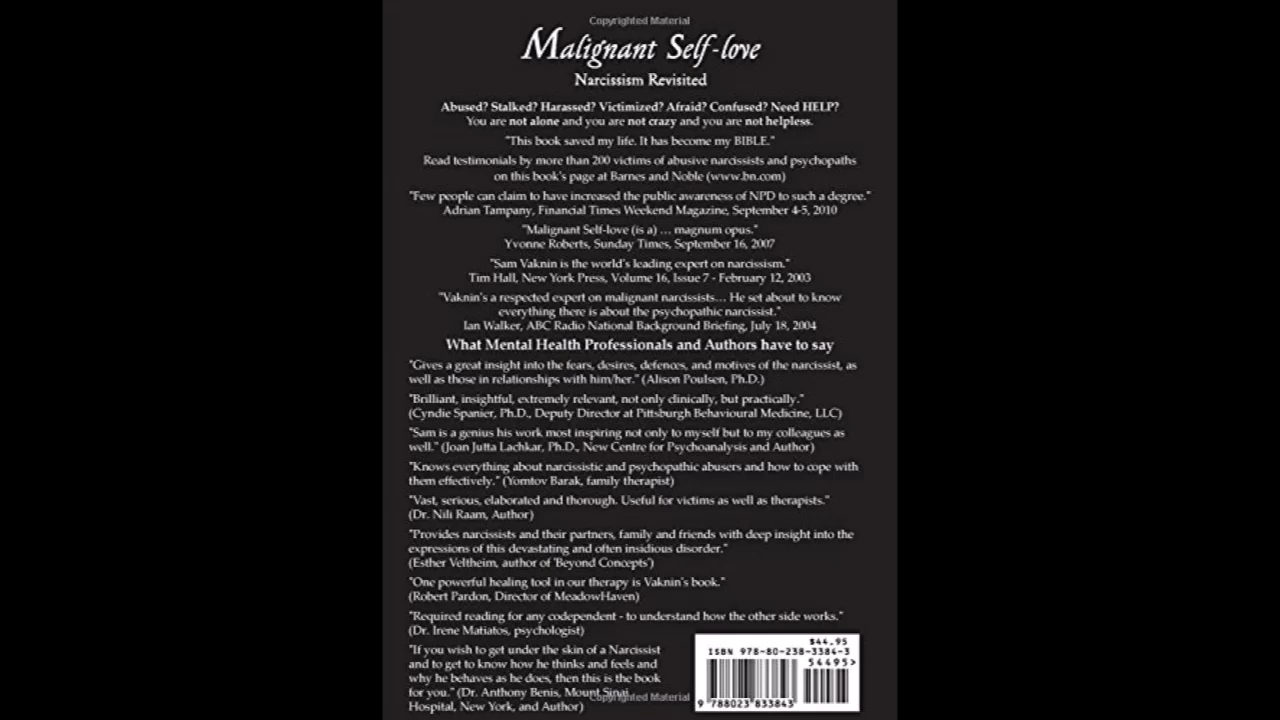 Copyrighted Material
Malignant Self-love
Narcissism Revisited
Abused? Stalked? Harassed? Victimized? Afraid? Confused? Need HELP?
You are not alone and you are not crazy and you are not helpless.
"This book saved my life. It has become my BIBLE."
Read testimonials by more than 200 victims of abusive narcissists and psychopaths
on this book's page at Barnes and Noble (www.bn.com)
"Few people can claim to have increased the public awareness of NPD to such a degree."
Adrian Tampany, Financial Times Weekend Magazine, September 4-5, 2010
"Malignant Self-love (is a) ... magnum opus."
Yvonne Roberts, Sunday Times, September 16, 2007
"Sam Vaknin is the world's leading expert on narcissism."
Tim Hall, New York Press, Volume 16, Issue 7 - February 12, 2003
"Vaknin's a respected expert on malignant narcissists... He set about to know
everything there is about the psychopathic narcissist."
Ian Walker, ABC Radio National Background Briefing, July 18, 2004
What Mental Health Professionals and Authors have to say
"Gives a great insight into the fears, desires, defences, and motives of the narcissist, as
well as those in relationships with him/her." (Alison Poulsen, Ph.D.)
"Brilliant, insightful, extremely relevant, not only clinically, but practically."
(Cyndie Spanier, Ph.D., Deputy Director at Pittsburgh Behavioural Medicine, LLC)
"Sam is a genius his work most inspiring not only to myself but to my colleagues as
well." (Joan Jutta Lachkar, Ph.D., New Centre for Psychoanalysis and Author)
"Knows everything about narcissistic and psychopathic abusers and how to cope with
them effectively." (Yomtov Barak, family therapist)
"Vast, serious, elaborated and thorough. Useful for victims as well as therapists."
(Dr. Nili Raam, Author)
"Provides narcissists and their partners, family and friends with deep insight into the
expressions of this devastating and often insidious disorder."
(Esther Veltheim, author of 'Beyond Concepts')
"One powerful healing tool in our therapy is Vaknin's book."
(Robert Pardon, Director of MeadowHaven)
"Required reading for any codependent - to understand how the other side works."
(Dr. Irene Matiatos, psychologist)
"If you wish to get under the skin of a Narcissist
and to get to know how he thinks and feels and
why he behaves as he does, then this is the book
for you." (Dr. Anthony Benis, Mount Sinai
Hospital, New York, and Author)
Copyrighted Material
$44.95
ISBN 978-80-238-3384-3
54495>
9 788023 833843